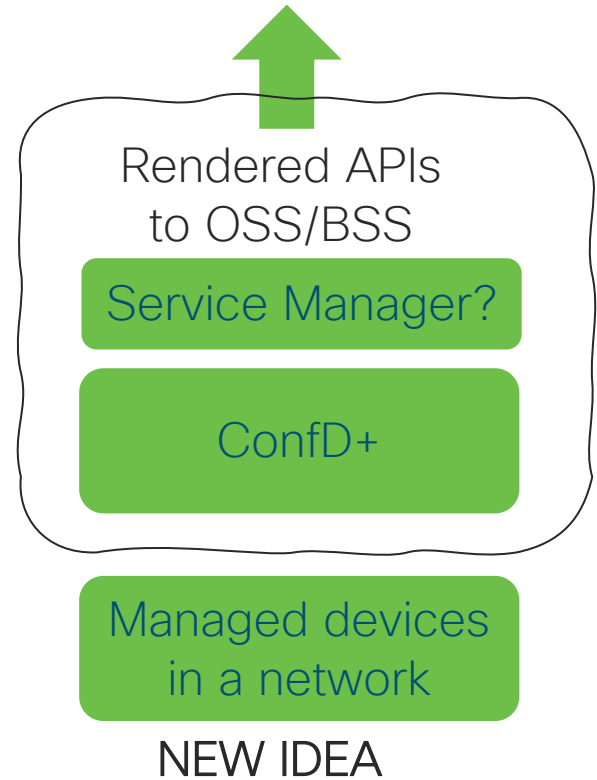 Rendered APIs
to OSS/BSS
Service Manager?
ConfD+
Managed devices
in a network
NEW IDEA